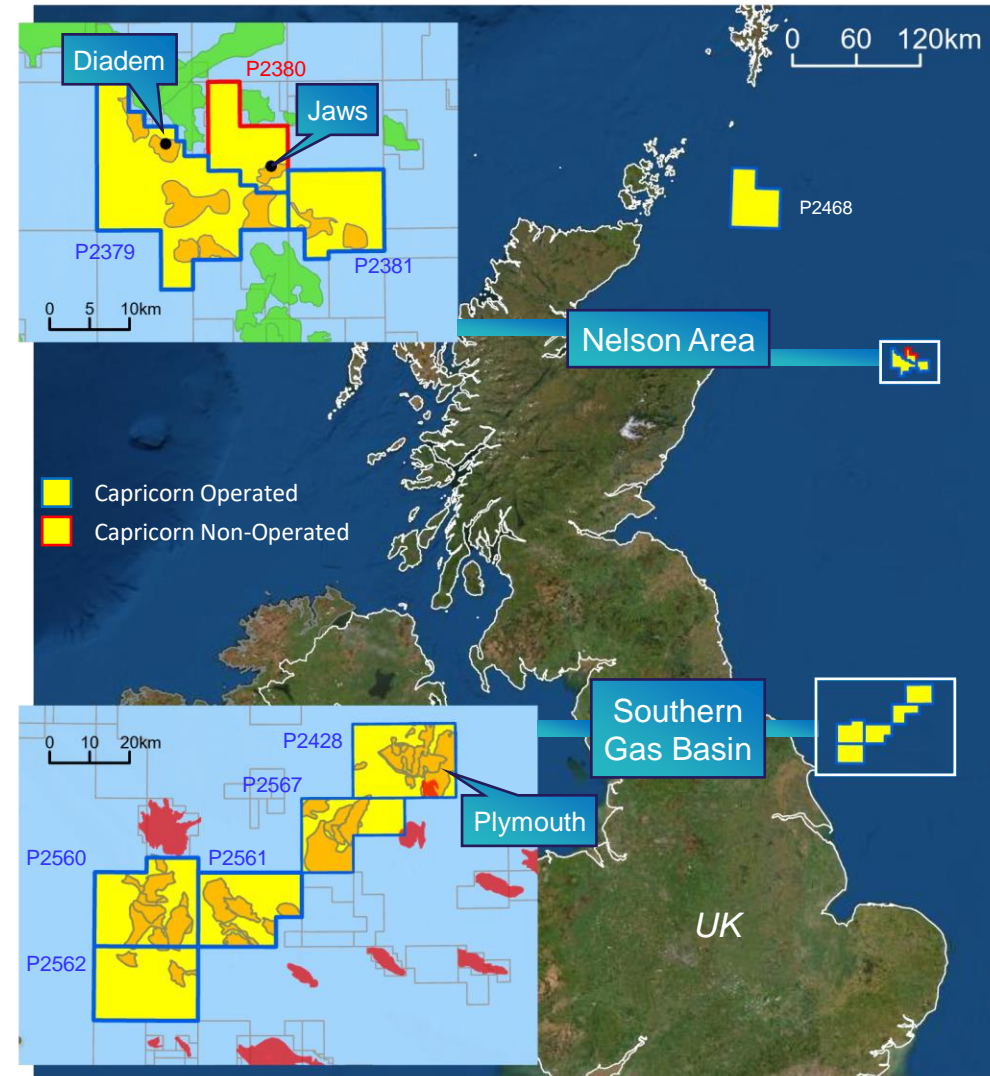 Diadem
P2380
Jaws
P2379
P2381
0 5 10km
0 60 120km
P2468
Nelson Area
Capricorn Operated
Capricorn Non-Operated
Southern
Gas Basin
0 10 20km
P2428
P2567
Plymouth
P2560
P2561
P2562
UK